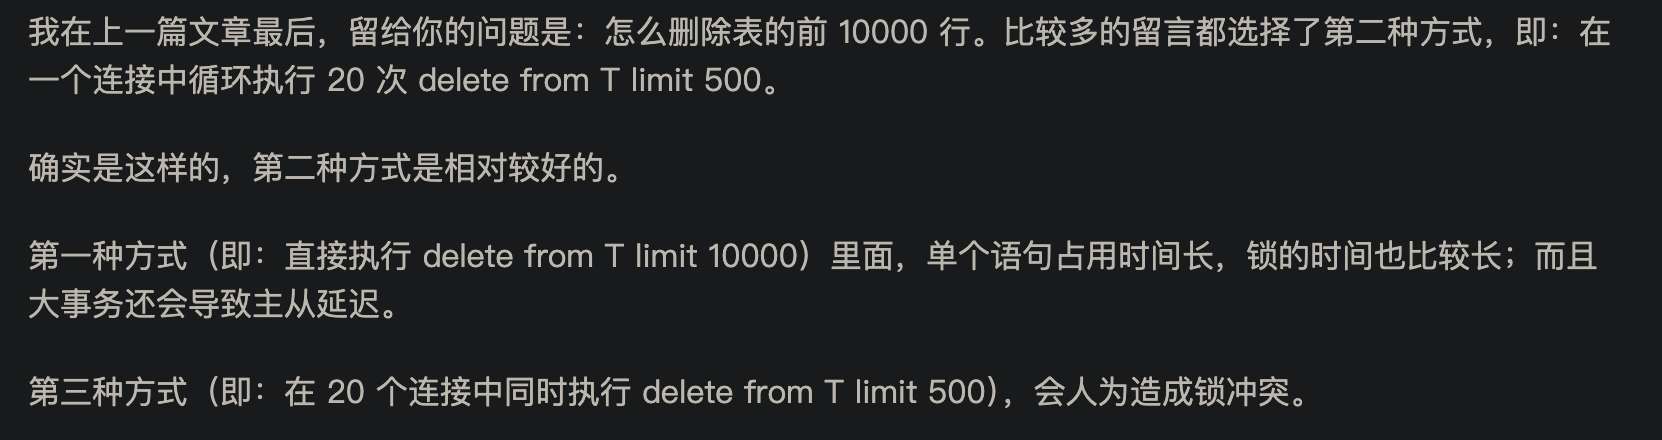 我在上一篇文章最后，留给你的问题是：怎么删除表的前 10000 行。比较多的留言都选择了第二种方式，即：在
一个连接中循环执行 20 次 delete from T limit 500。
确实是这样的，第二种方式是相对较好的。
第一种方式（即：直接执行 delete from T limit 10000）里面，单个语句占用时间长，锁的时间也比较长；而且
大事务还会导致主从延迟。
第三种方式（即：在 20 个连接中同时执行 delete from T limit 500），会人为造成锁冲突。